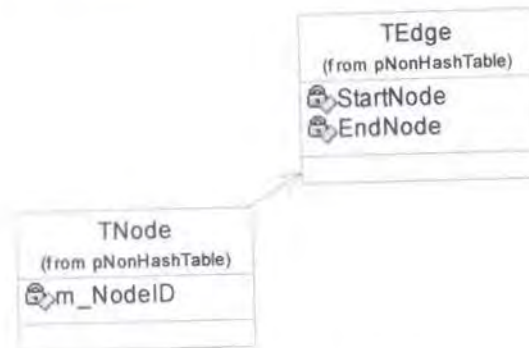 TEdge
(from pNonHashTable)
StartNode
EndNode
TNode
(from pNonHashTable)
m_NodeID